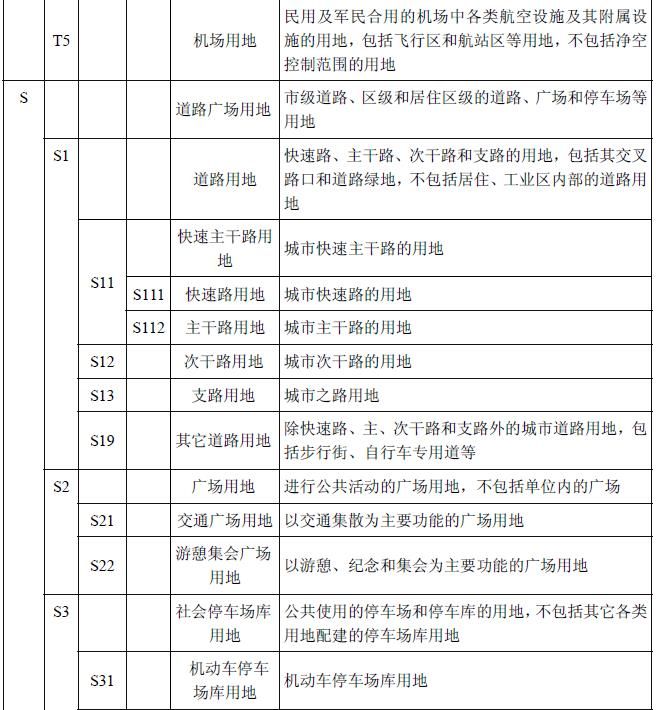 民用及军民合用的机场中各类航空设施及其附属设
T5 机场用地 施的用地，包括飞行区和航站区等用地，不包括净空
控制范围的用地
S 道路广场用地 市级道路、区级和居住区级的道路、广场和停车场等
用地
S1 道路用地 快速路、主干路、次干路和支路的用地，包括其交叉
路口和道路绿地，不包括居住、工业区内部的道路用
地
S11 快速主干路用
地
城市快速主干路的用地
S111 快速路用地 城市快速路的用地
S112 主干路用地 城市主干路的用地
S12 次干路用地 城市次干路的用地
S13 支路用地 城市之路用地
S19 其它道路用地 除快速路、主、次干路和支路外的城市道路用地，包
括步行街、自行车专用道等
S2 广场用地 进行公共活动的广场用地，不包括单位内的广场
S21 交通广场用地 以交通集散为主要功能的广场用地
S22 游憩集会广场
用地
以游憩、纪念和集会为主要功能的广场用地
S3 社会停车场库
用地
公共使用的停车场和停车库的用地，不包括其它各类
用地配建的停车场库用地
S31 机动车停车
场库用地
机动车停车场库用地